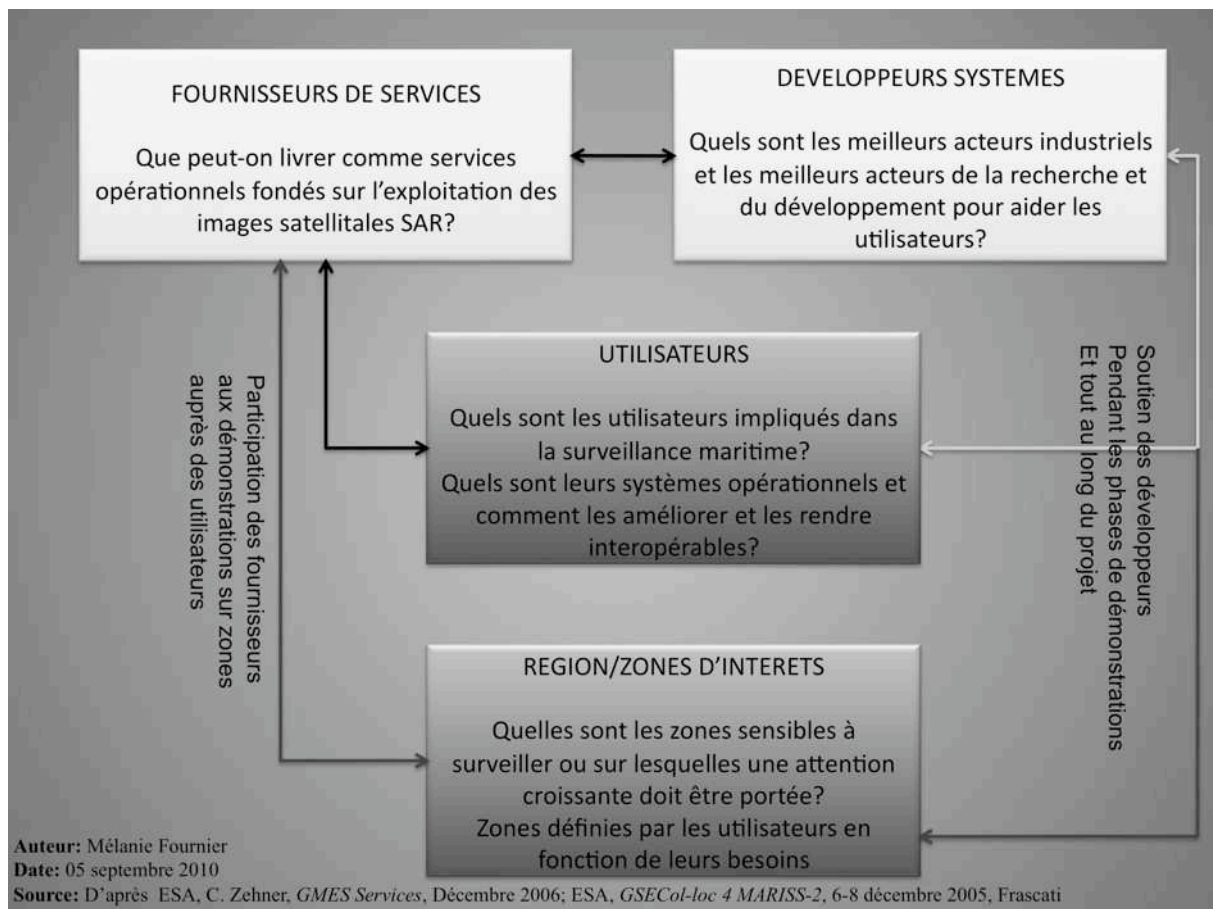 FOURNISSEURS DE SERVICES
Que peut-on livrer comme services
opérationnels fondés sur l'exploitation des
images satellitales SAR?
DEVELOPPEURS SYSTEMES
Quels sont les meilleurs acteurs industriels
et les meilleurs acteurs de la recherche et
du développement pour aider les
utilisateurs?
UTILISATEURS
Quels sont les utilisateurs impliqués dans
la surveillance maritime?
Quels sont leurs systèmes opérationnels et
comment les améliorer et les rendre
interopérables?
Participation des fournisseurs
aux démonstrations sur zones
auprès des utilisateurs
Soutien des développeurs
Pendant les phases de démonstrations
Et tout au long du projet
REGION/ZONES D'INTERETS
Quelles sont les zones sensibles à
surveiller ou sur lesquelles une attention
croissante doit être portée?
Zones définies par les utilisateurs en
fonction de leurs besoins
Auteur: Mélanie Fournier
Date: 05 septembre 2010
Source: D'après ESA, C. Zehner, GMES Services, Décembre 2006; ESA, GSECol-loc 4 MARISS-2, 6-8 décembre 2005, Frascati